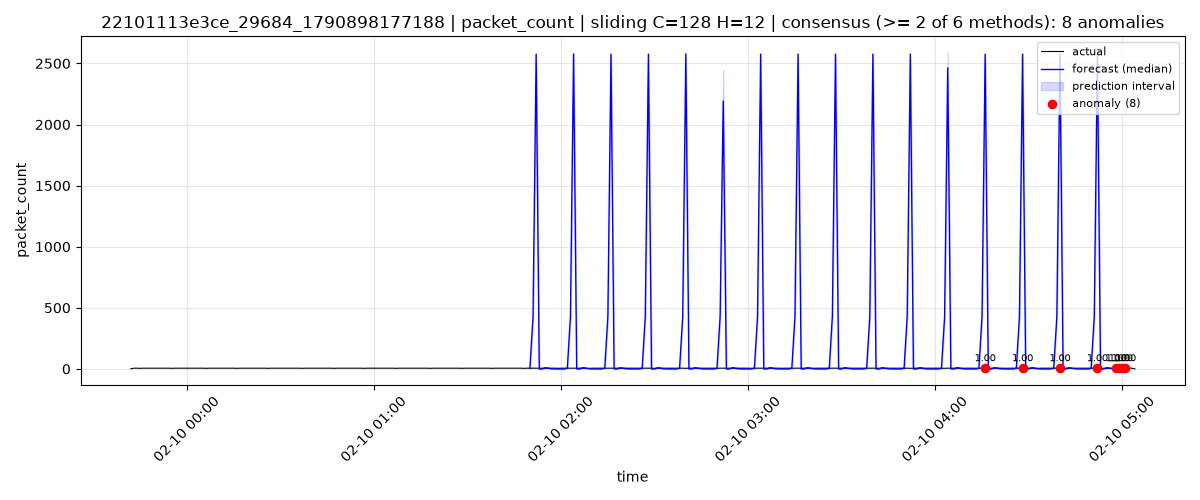 22101113e3ce_29684_1790898177188 | packet_count | sliding C=128 H=12 | consensus (>= 2 of 6 methods): 8 anomalies
actual
forecast (median)
prediction interval
anomaly (8)
packet_count
2500
2000
1500
1000
500
0
1.00 1.00 1.00 1.00
02-10 00:00 02-10 01:00 02-10 02:00 02-10 03:00 02-10 04:00 02-10 05:00
time